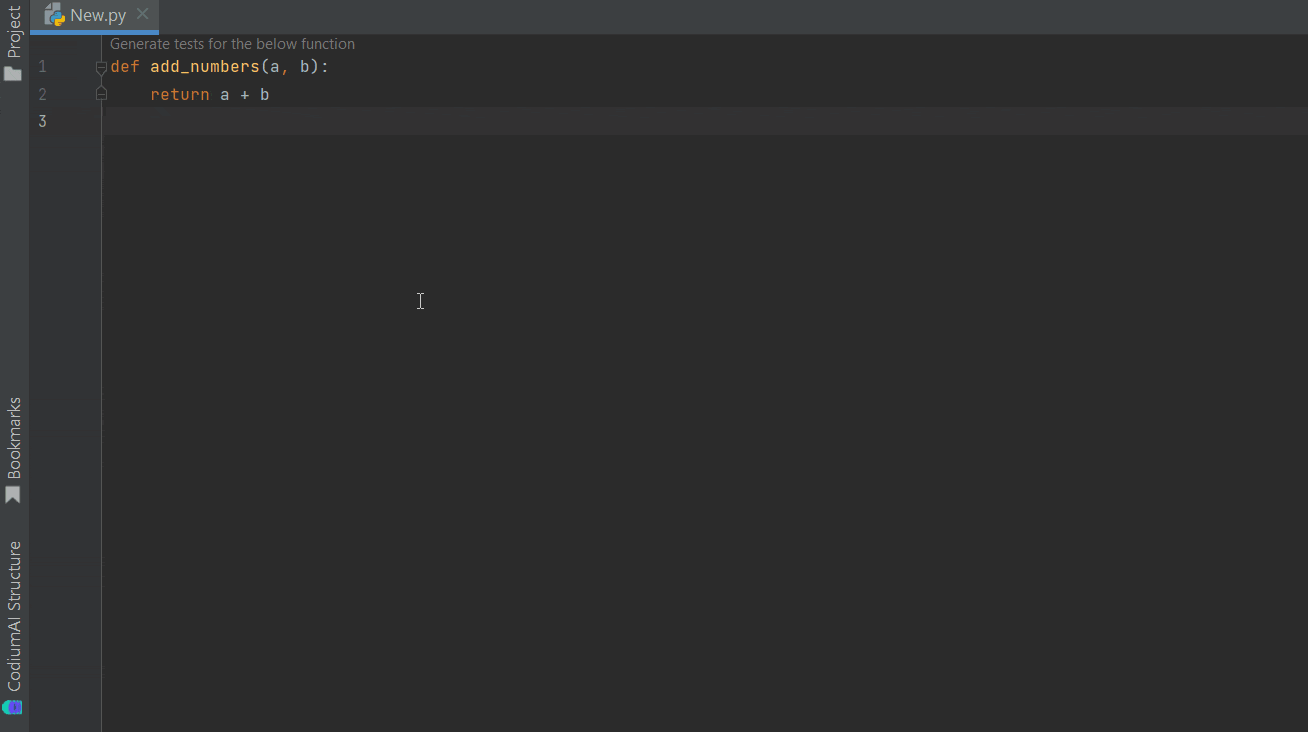 New.py
Project
Generate tests for the below function
1 def add_numbers(a, b):
2 return a + b
3
Bookmarks
CodiumAI Structure